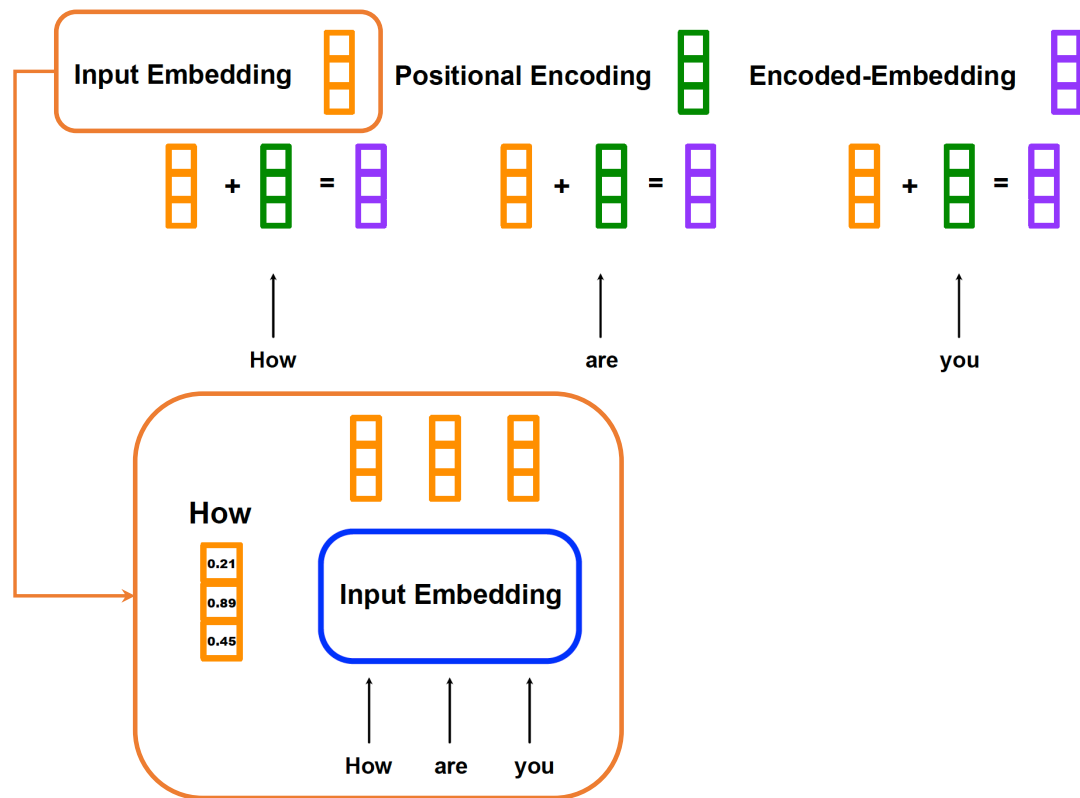 Input Embedding Positional Encoding Encoded-Embedding
+ = + = + =
How are you
How
0.21
0.89
0.45
Input Embedding
How are you